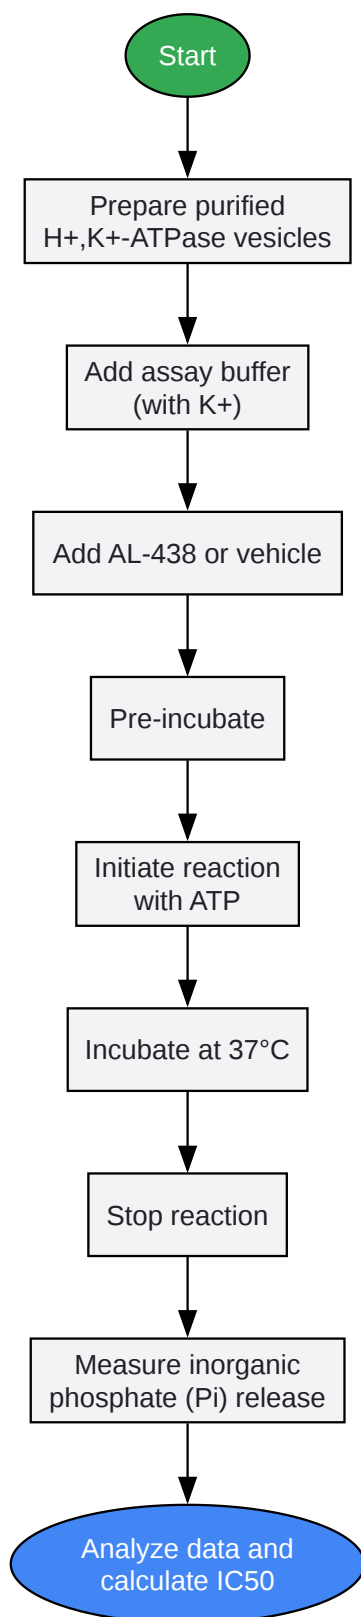 Start
Prepare purified
H+,K+-ATPase vesicles
Add assay buffer
(with K+)
Add AL-438 or vehicle
Pre-incubate
Initiate reaction
with ATP
Incubate at 37°C
Stop reaction
Measure inorganic
phosphate (Pi) release
Analyze data and
calculate IC50